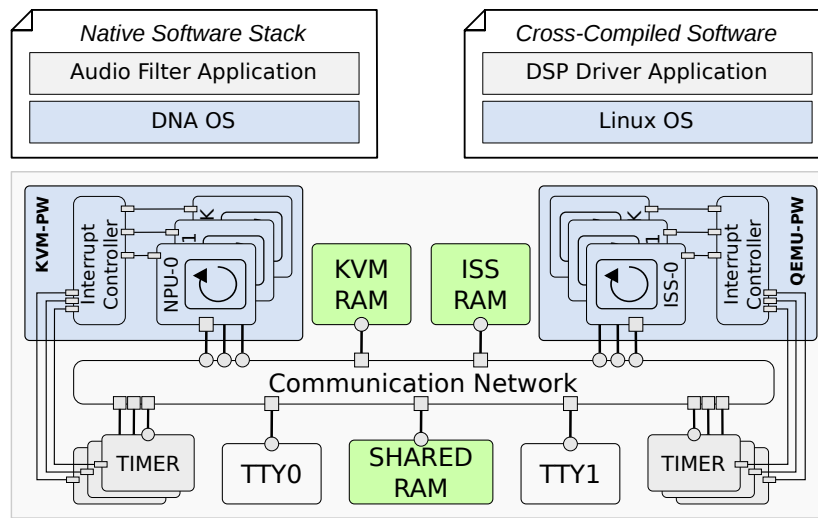 Native Software Stack
Audio Filter Application
DNA OS
Cross-Compiled Software
DSP Driver Application
Linux OS
KVM-PW
Interrupt
Controller
K
1
NPU-0
KVM
RAM
ISS
RAM
K
1
ISS-0
Interrupt
Controller
QEMU-PW
Communication Network
TIMER
TTY0
SHARED
RAM
TTY1
TIMER